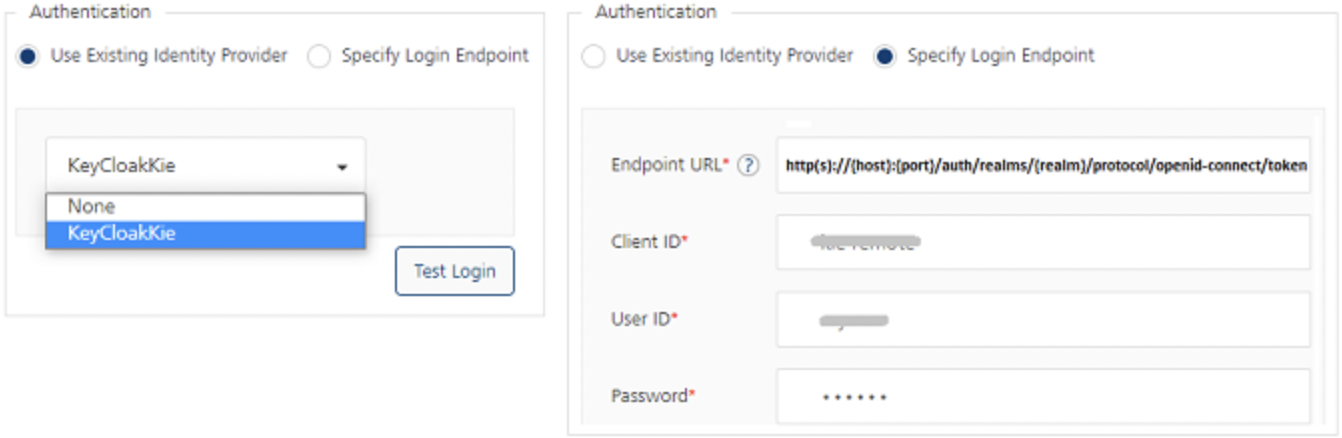 Authentication
Use Existing Identity Provider Specify Login Endpoint
KeyCloakKie
None
KeyCloakKie
Test Login
Authentication
Use Existing Identity Provider Specify Login Endpoint
Endpoint URL* ? http(s)://{host}:{port}/auth/realms/{realm}/protocol/openid-connect/token
Client ID*
User ID*
Password* ••••••